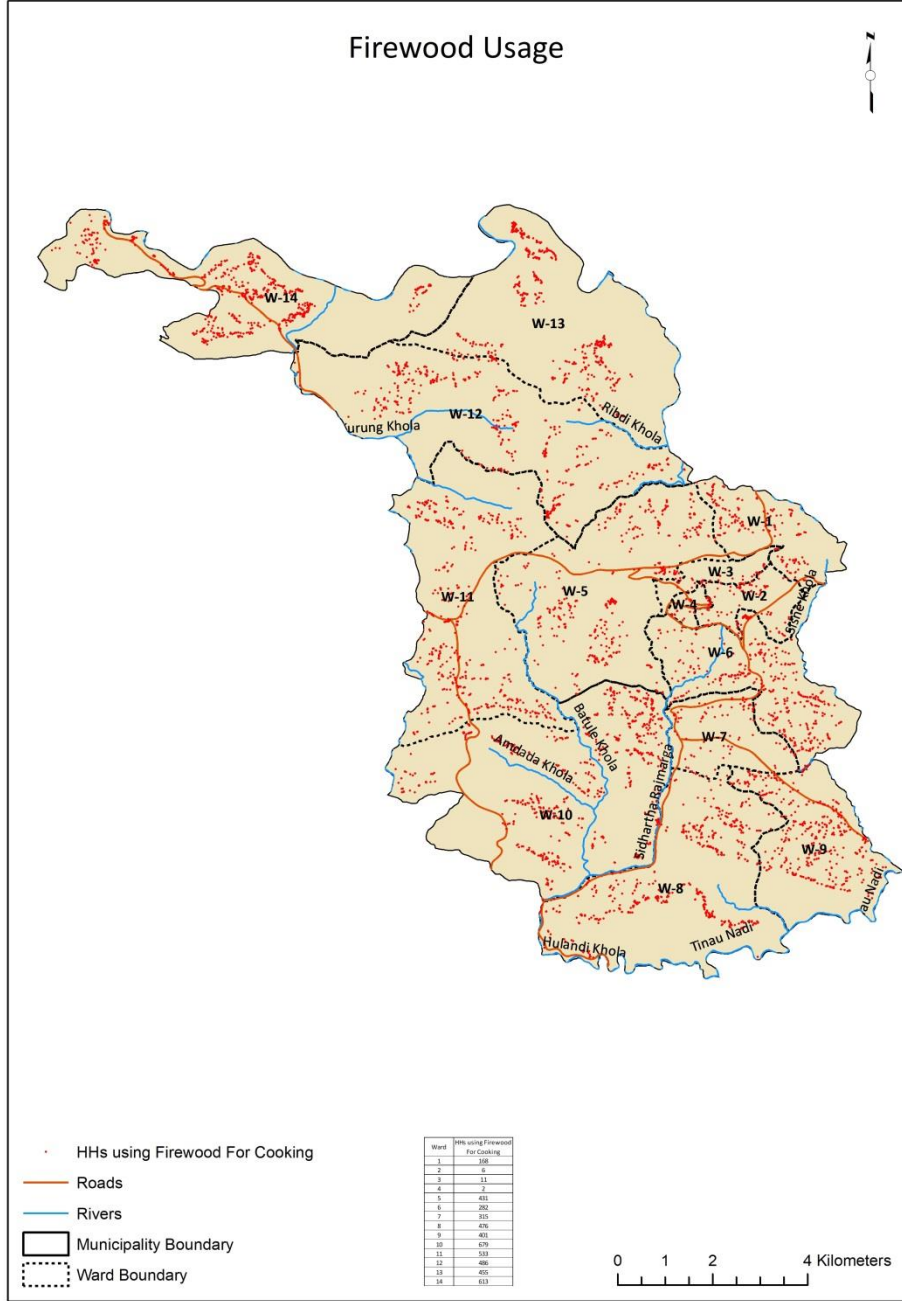 Firewood Usage
N
W-14
W-13
W-12
urung Khola
Ribdi Khola
W-1
W-3
W-2
W-4
W-5
W-11
Sisne Khola
W-6
W-7
Batule Khola
Amdada Khola
Sidhartha Rajmarga
W-10
W-9
W-8
au Nadi
Tinau Nadi
Hulandi Khola
HHs using Firewood For Cooking
Roads
Rivers
Municipality Boundary
Ward Boundary
Ward HHs using Firewood For Cooking
1 168
2 6
3 11
4 2
5 431
6 282
7 315
8 476
9 401
10 679
11 533
12 486
13 455
14 613
0 1 2 4 Kilometers